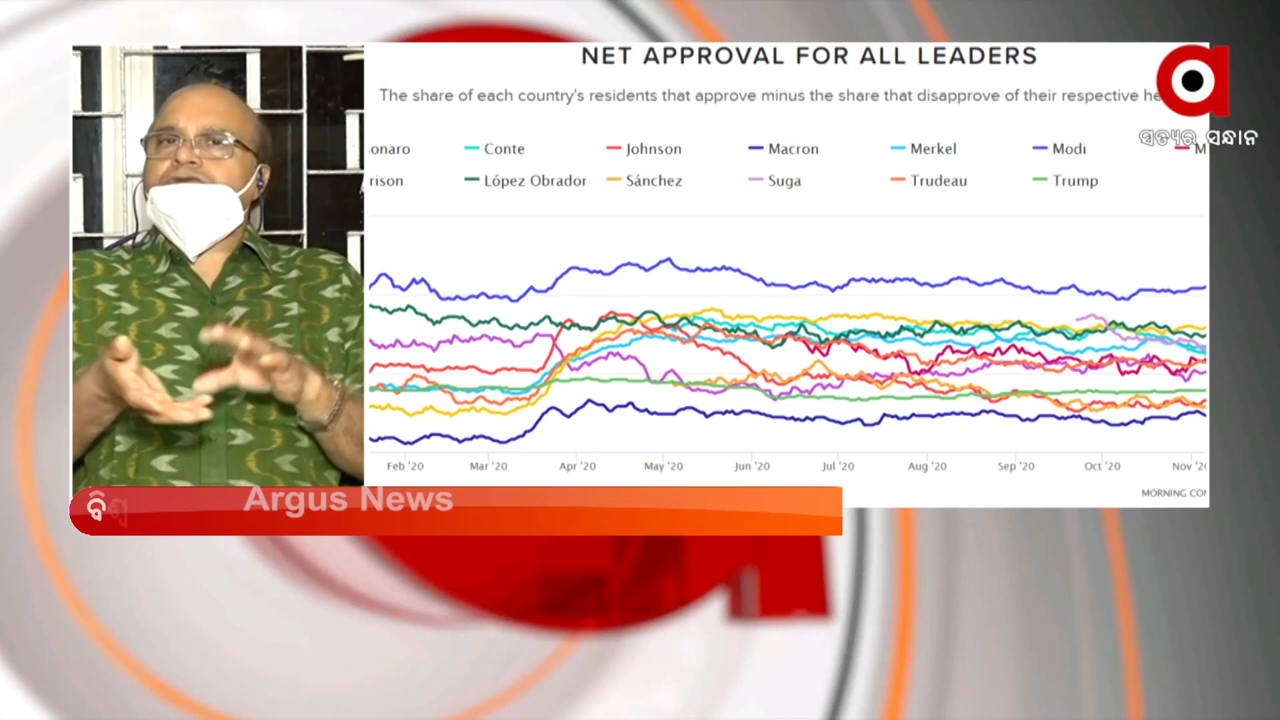 NET APPROVAL FOR ALL LEADERS
The share of each country's residents that approve minus the share that disapprove of their respective he
ସତ୍ୟର ସନ୍ଧାନ
onaro Conte Johnson Macron Merkel Modi M
rison López Obrador Sánchez Suga Trudeau Trump
Feb '20 Mar '20 Apr '20 May '20 Jun '20 Jul '20 Aug '20 Sep '20 Oct '20 Nov '20
MORNING CON
Argus News